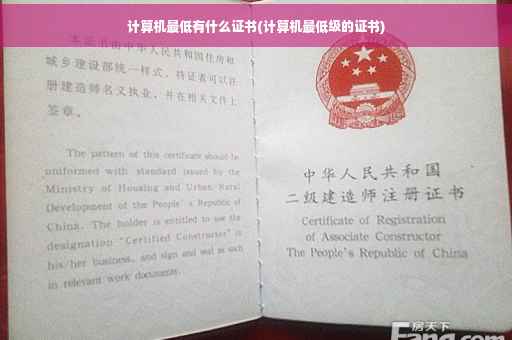 计算机最低有什么证书(计算机最低级的证书)
本证书由中华人民共和国住房和
城乡建设部统一样式，持证者可以注
册建造师名义执业，并在相关文件上
签章。
The pattern of this certificate should be
uniformed with standard issued by the
Ministry of Housing and Urban Rural
Development of the People's Republic of
China. The holder is entitled to use the
designation "Certified Constructor" in
his/her business, and sign and seal as such
in relevant work documents.
中华人民共和国
二级建造师注册证书
Certificate of Registration
of Associate Constructor
The People's Republic of China
房天下
Fang.com